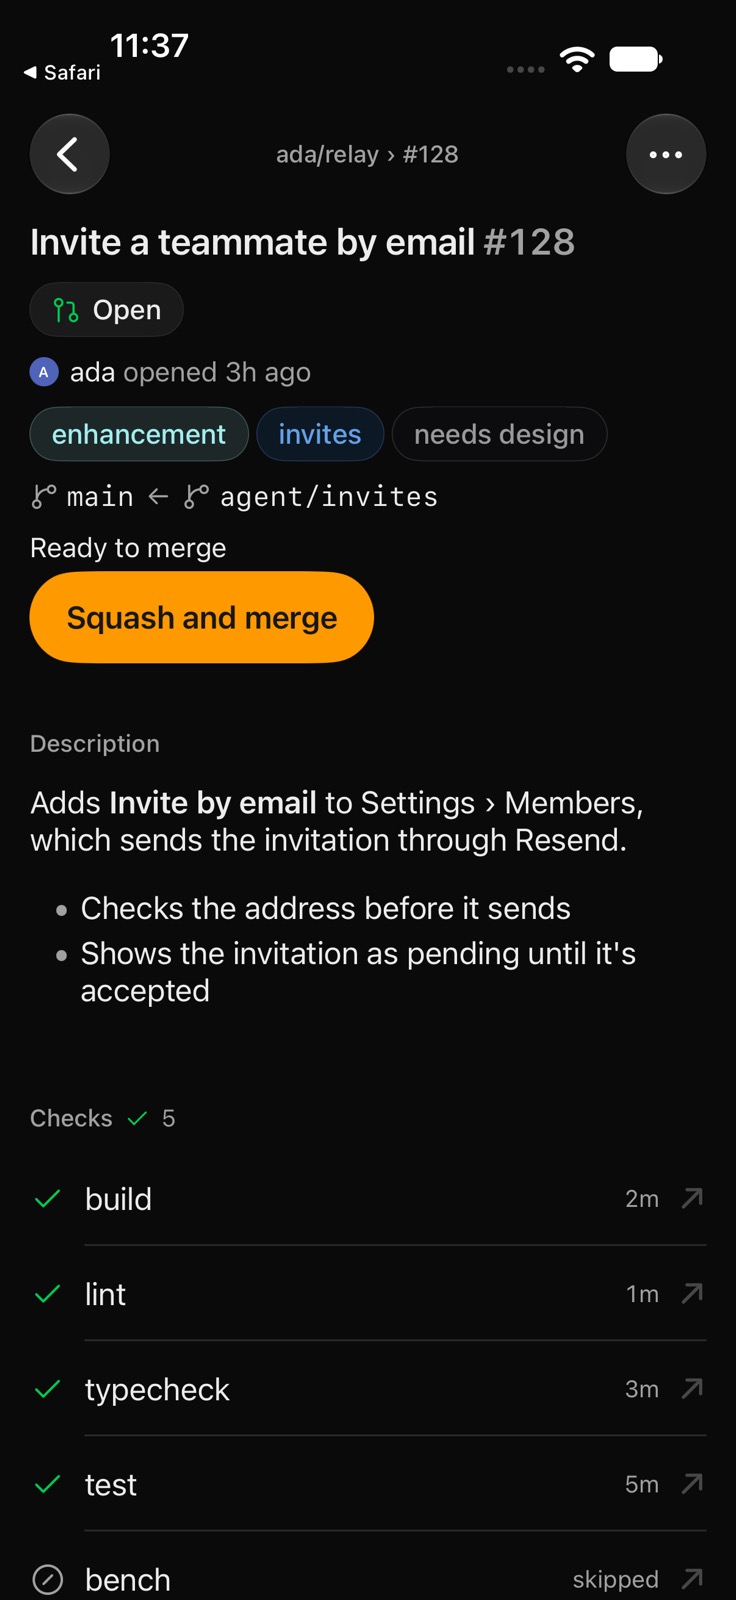 11:37
◀ Safari
ada/relay › #128
Invite a teammate by email #128
Open
A ada opened 3h ago
enhancement invites needs design
main ← agent/invites
Ready to merge
Squash and merge
Description
Adds Invite by email to Settings › Members,
which sends the invitation through Resend.
• Checks the address before it sends
• Shows the invitation as pending until it's
accepted
Checks ✓ 5
build 2m
lint 1m
typecheck 3m
test 5m
bench skipped